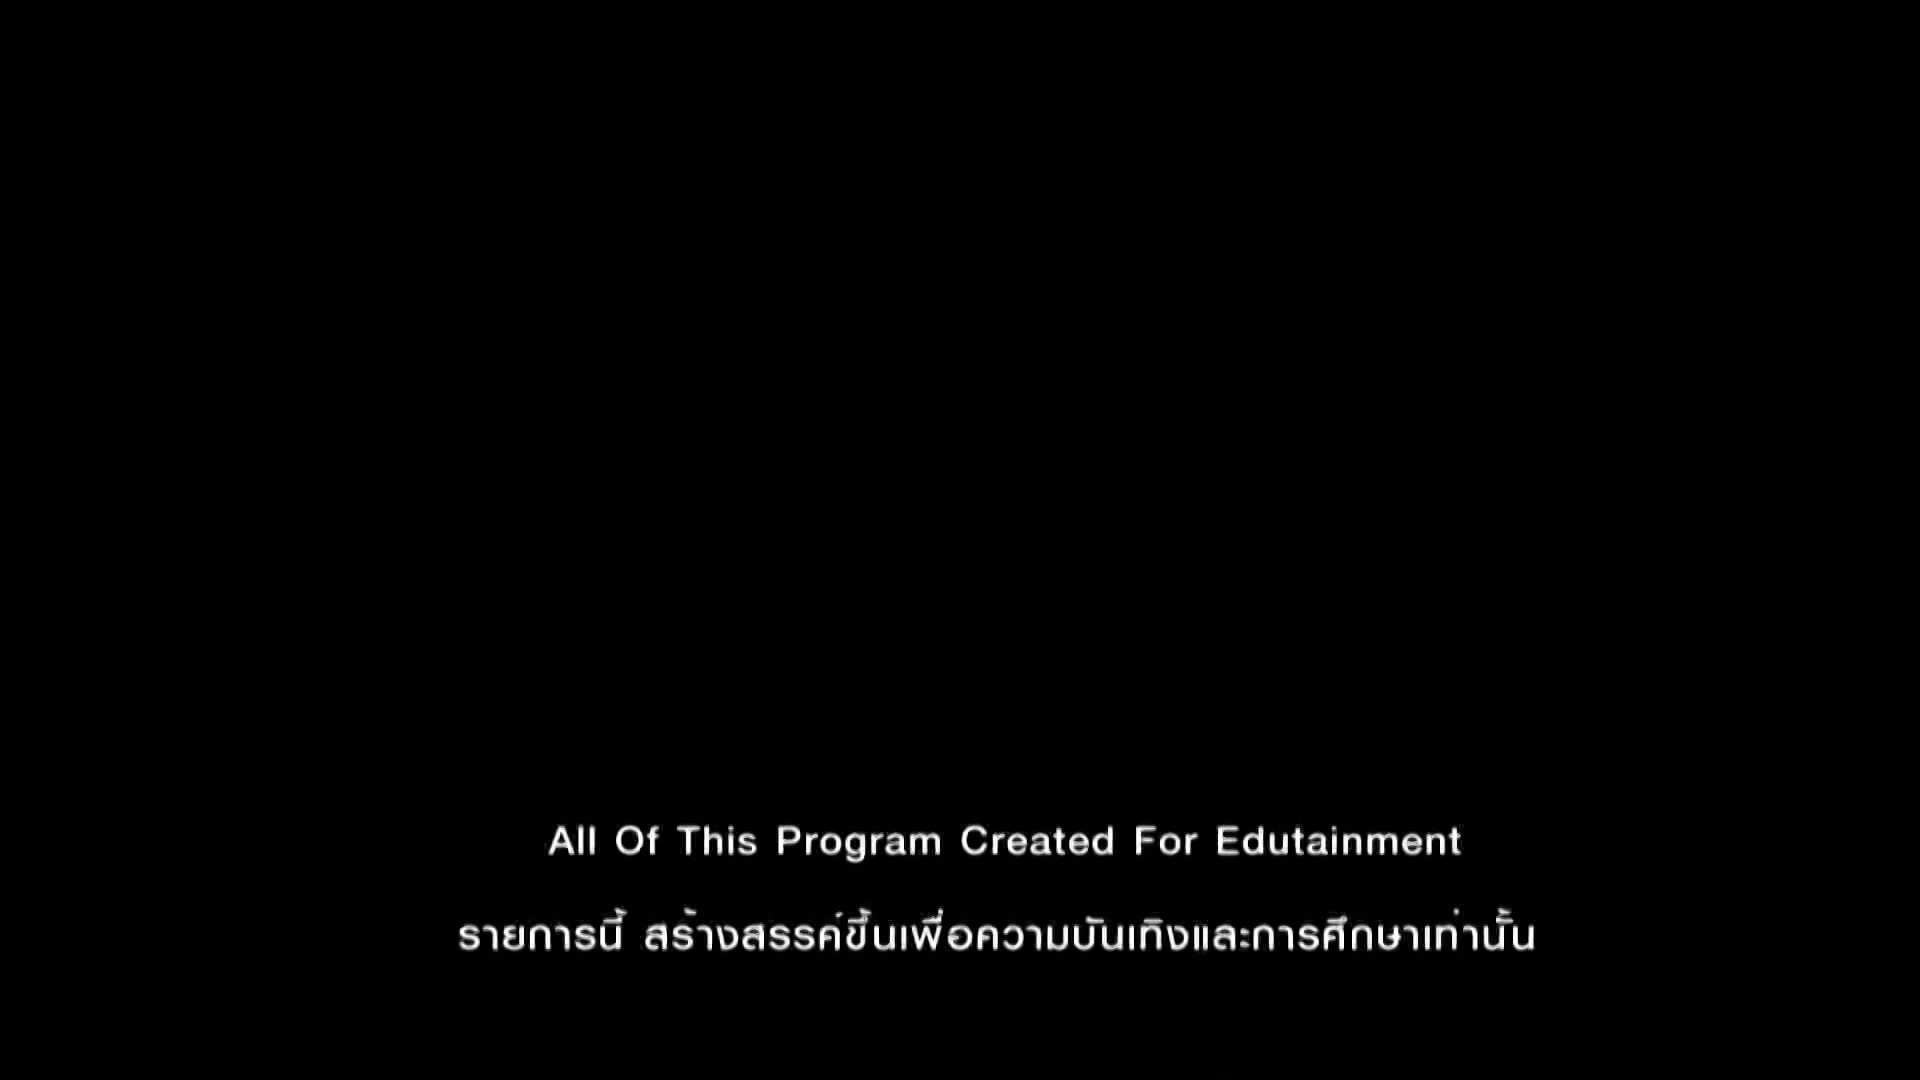 All Of This Program Created For Edutainment
รายการนี้ สร้างสรรค์ขึ้นเพื่อความบันเทิงและการศึกษาเท่านั้น